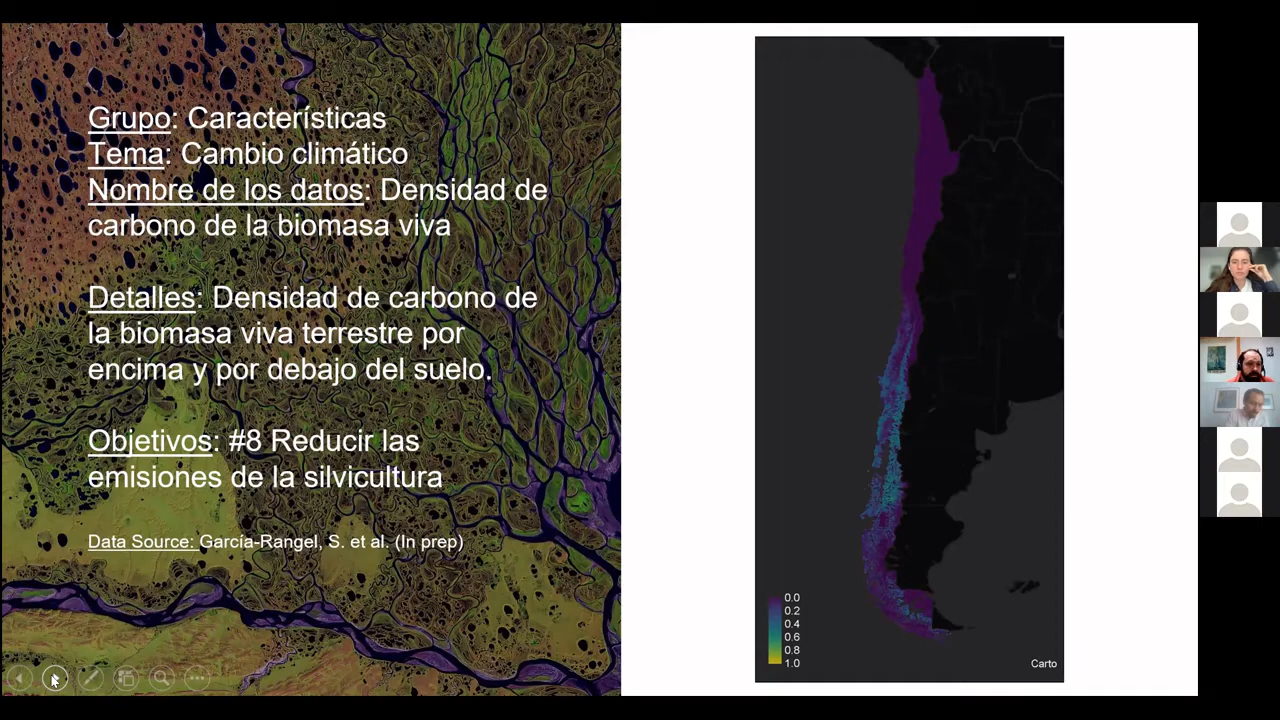 Grupo: Características
Tema: Cambio climático
Nombre de los datos: Densidad de
carbono de la biomasa viva
Detalles: Densidad de carbono de
la biomasa viva terrestre por
encima y por debajo del suelo.
Objetivos: #8 Reducir las
emisiones de la silvicultura
Data Source: García-Rangel, S. et al. (In prep)
0.0
0.2
0.4
0.6
0.8
1.0
Carto